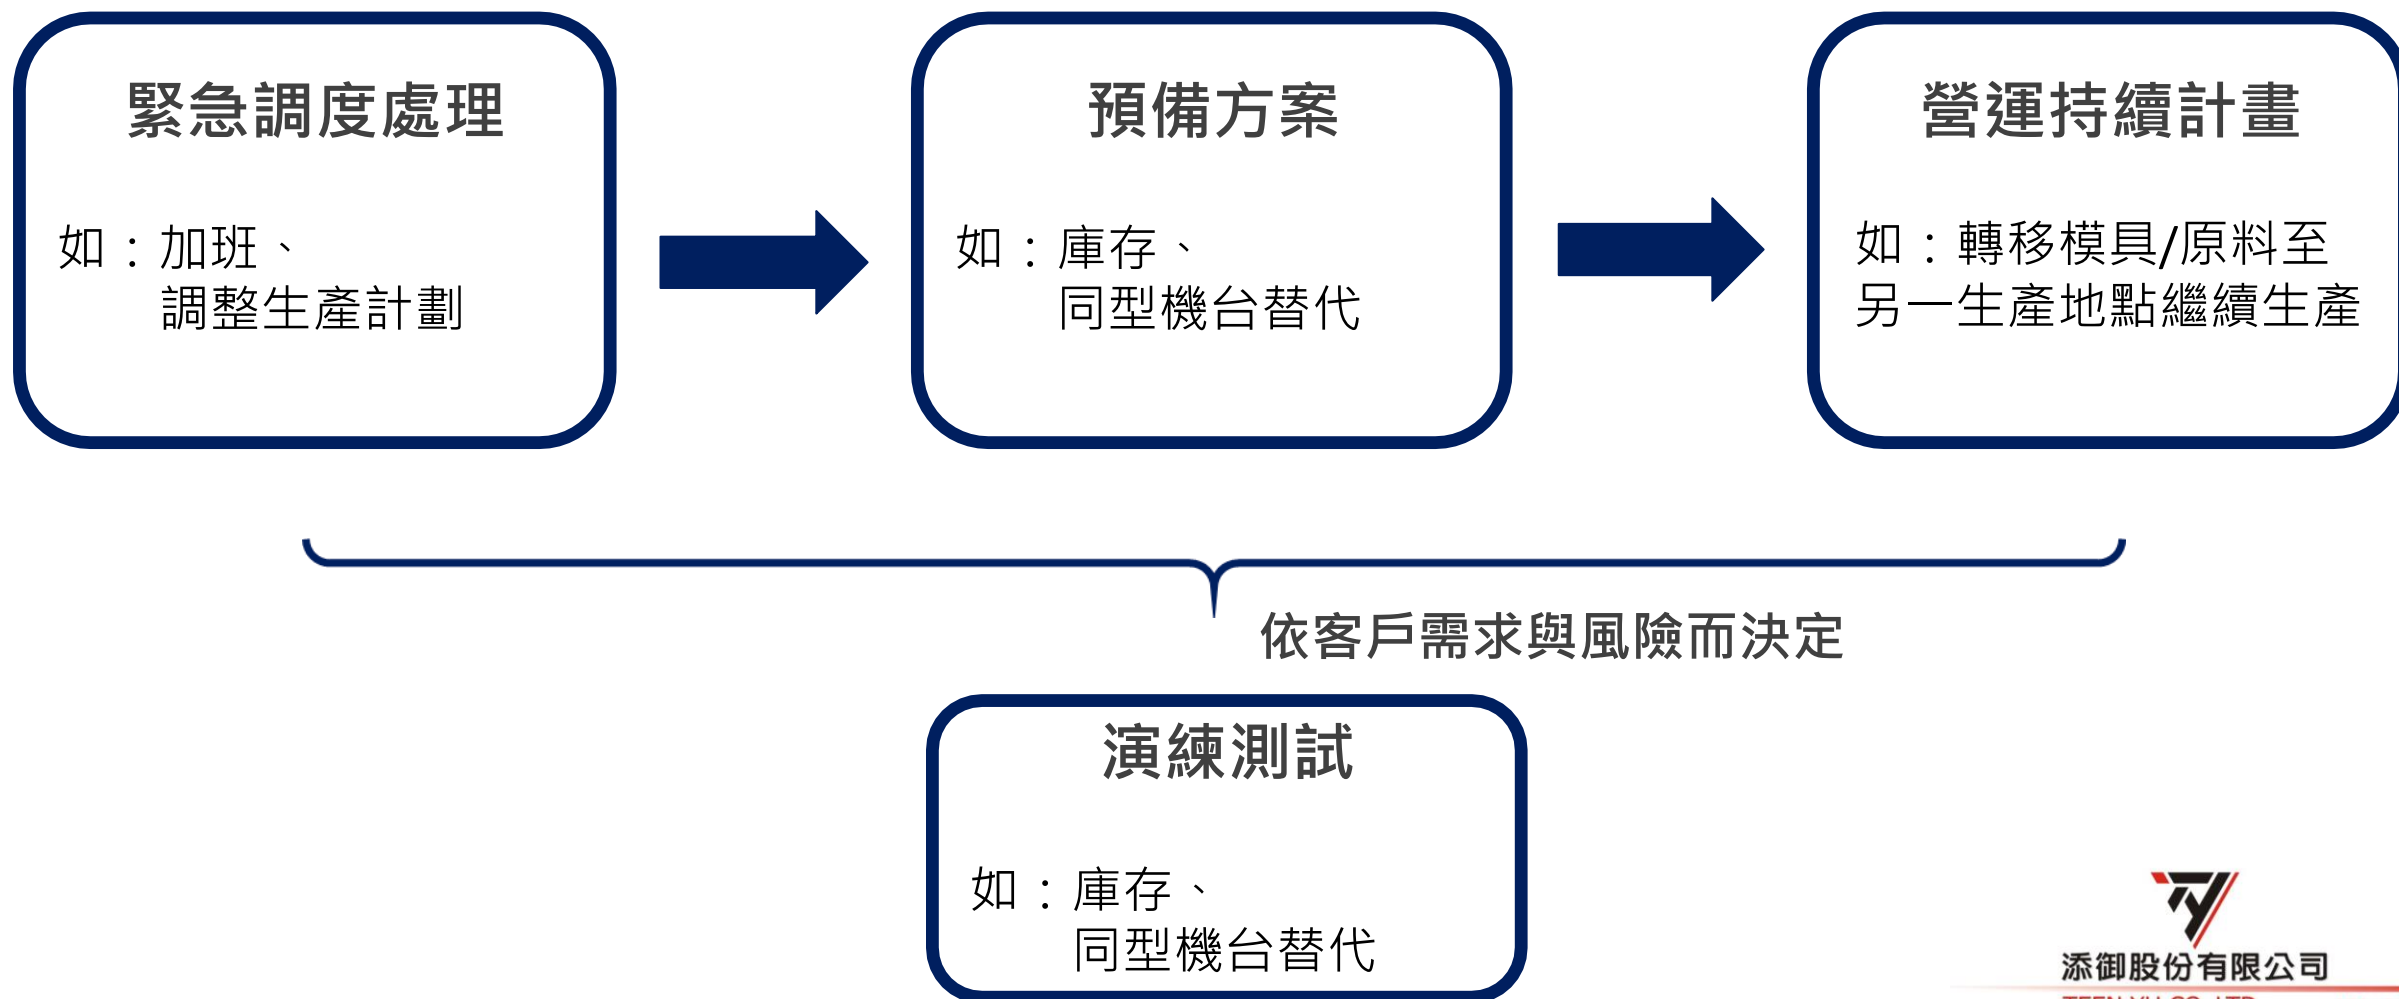 緊急調度處理
如：加班、
調整生產計劃
預備方案
如：庫存、
同型機台替代
營運持續計畫
如：轉移模具/原料至
另一生產地點繼續生產
依客戶需求與風險而決定
演練測試
如：庫存、
同型機台替代
添御股份有限公司